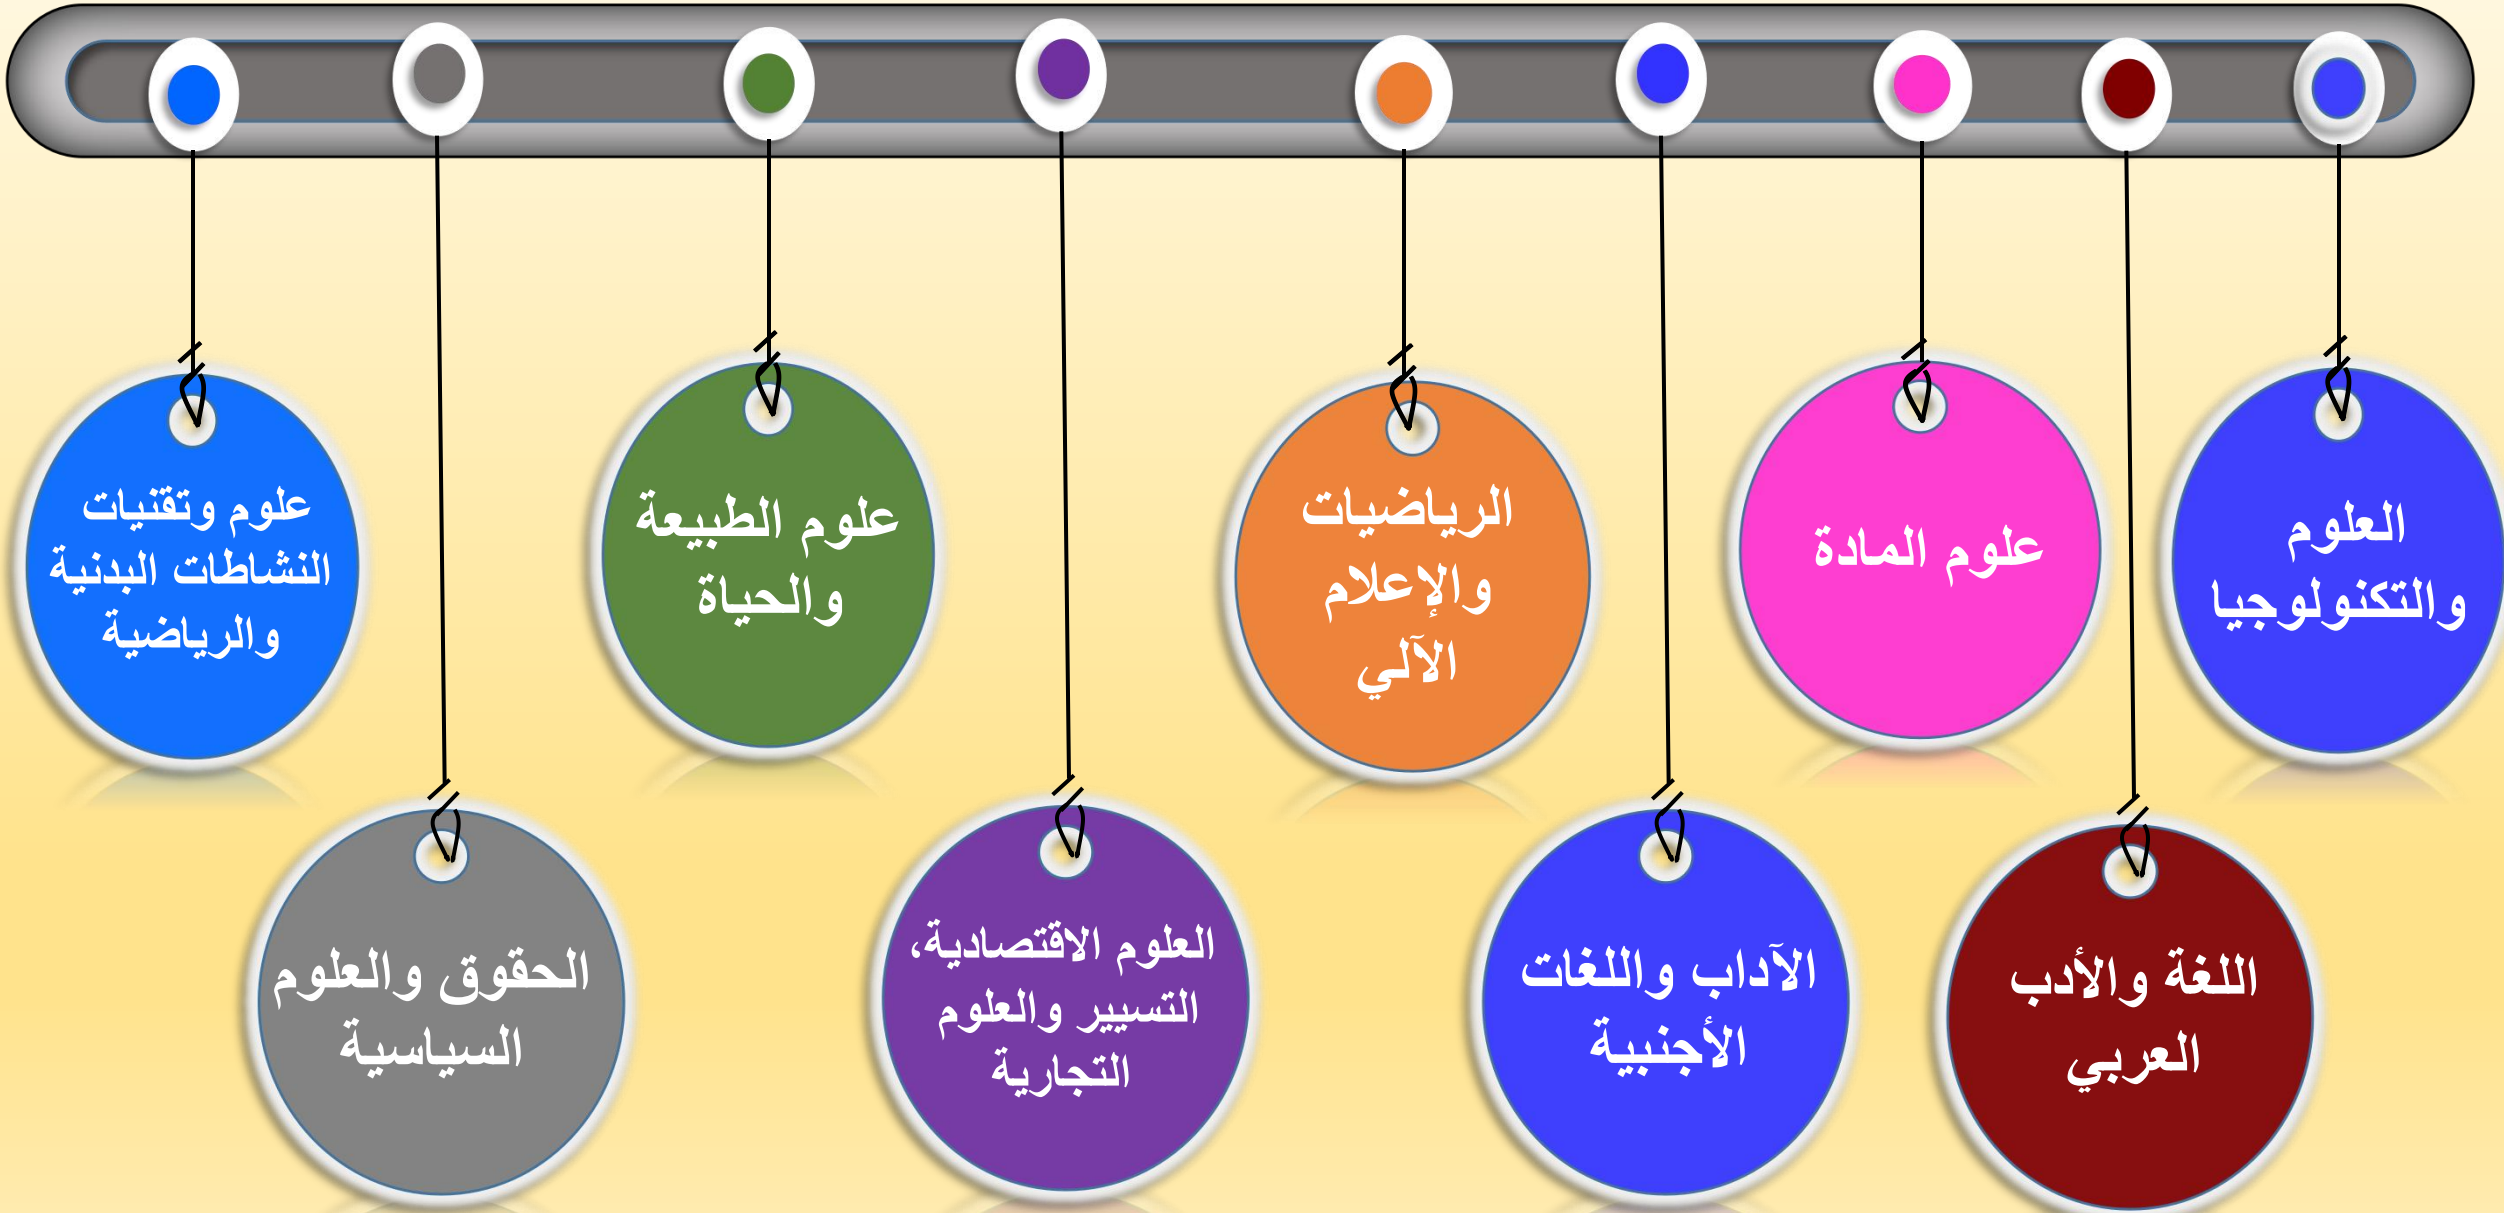 العلوم
والتكنولوجيا
اللغة والأدب
العربي
علوم المادة
الآداب واللغات
الأجنبية
الرياضيات
والإعلام
الآلي
العلوم الاقتصادية،
التسيير والعلوم
التجارية
علوم الطبيعة
والحياة
الحقوق والعلوم
السياسية
علوم وتقنيات
النشاطات البدنية
والرياضية